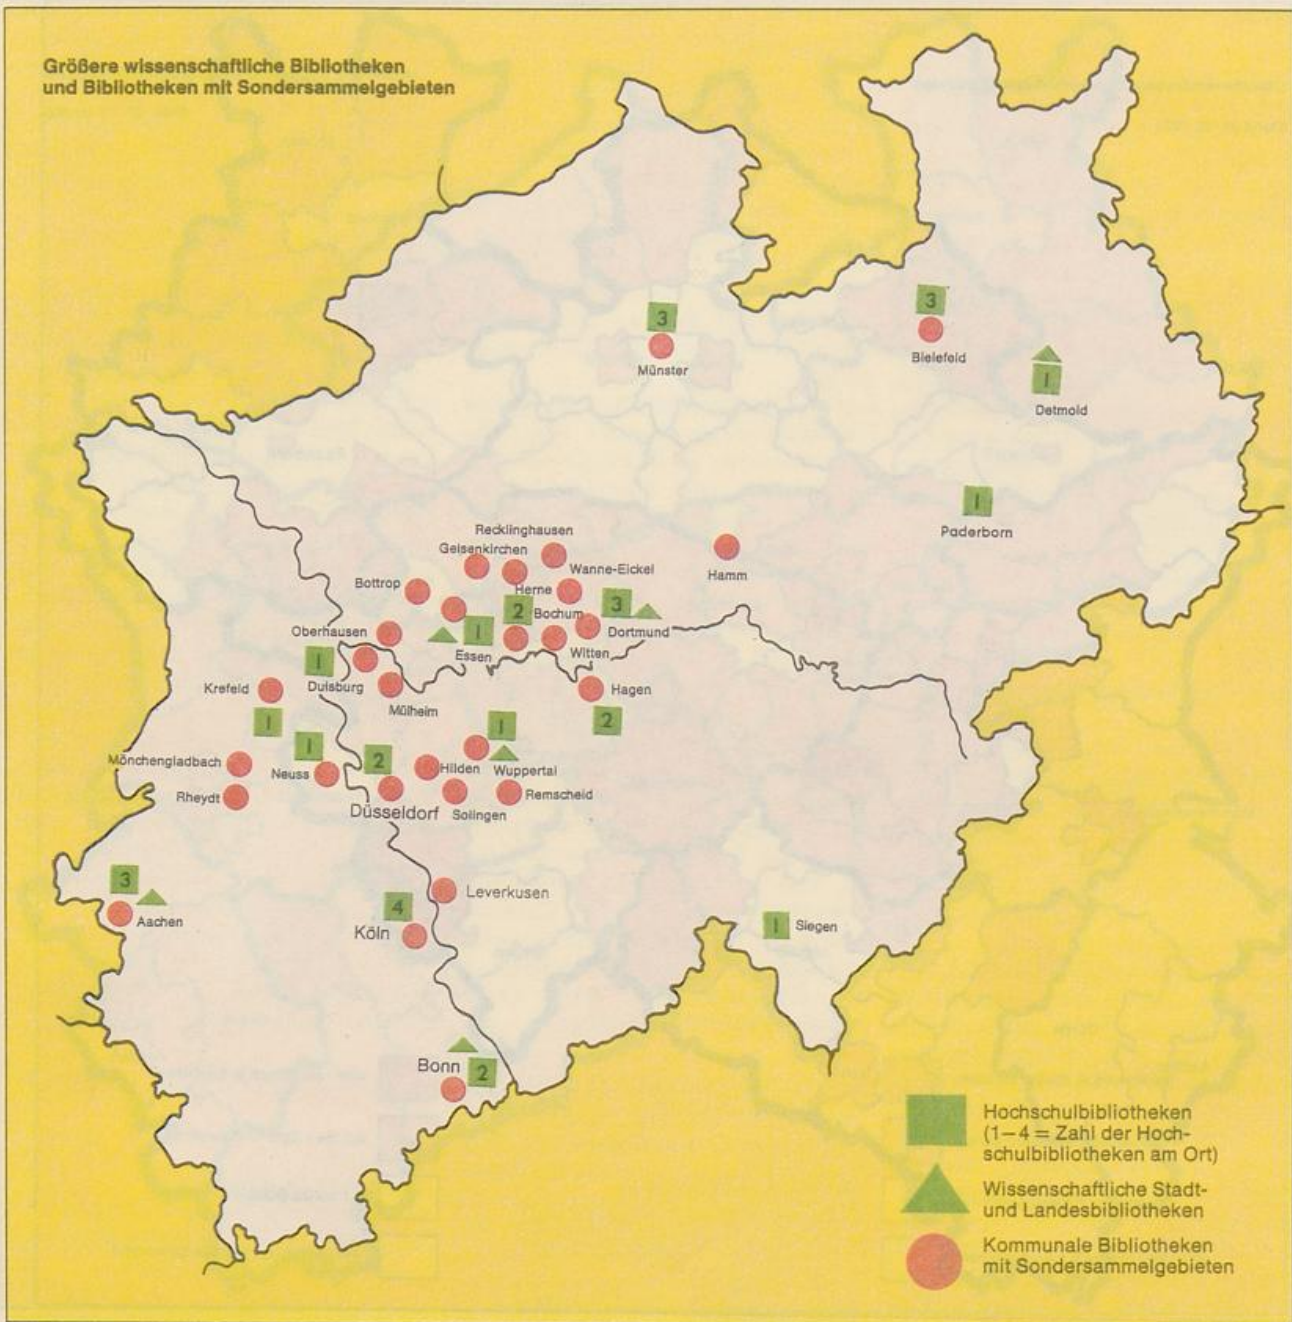 Größere wissenschaftliche Bibliotheken
und Bibliotheken mit Sondersammelgebieten
3
Münster
3
Bielefeld
1
Detmold
1
Paderborn
Recklinghausen
Gelsenkirchen
Wanne-Eickel
Hamm
Bottrop
Herne
2
Bochum
3
Dortmund
Oberhausen
1
Essen
Witten
1
Duisburg
Krefeld
Mülheim
Hagen
1
2
1
1
Mönchengladbach
Neuss
2
Hilden
Wuppertal
Rheydt
Düsseldorf
Solingen
Remscheid
3
Aachen
4
Leverkusen
Köln
1
Siegen
Bonn
2
Hochschulbibliotheken
(1–4 = Zahl der Hoch-
schulbibliotheken am Ort)
Wissenschaftliche Stadt-
und Landesbibliotheken
Kommunale Bibliotheken
mit Sondersammelgebieten